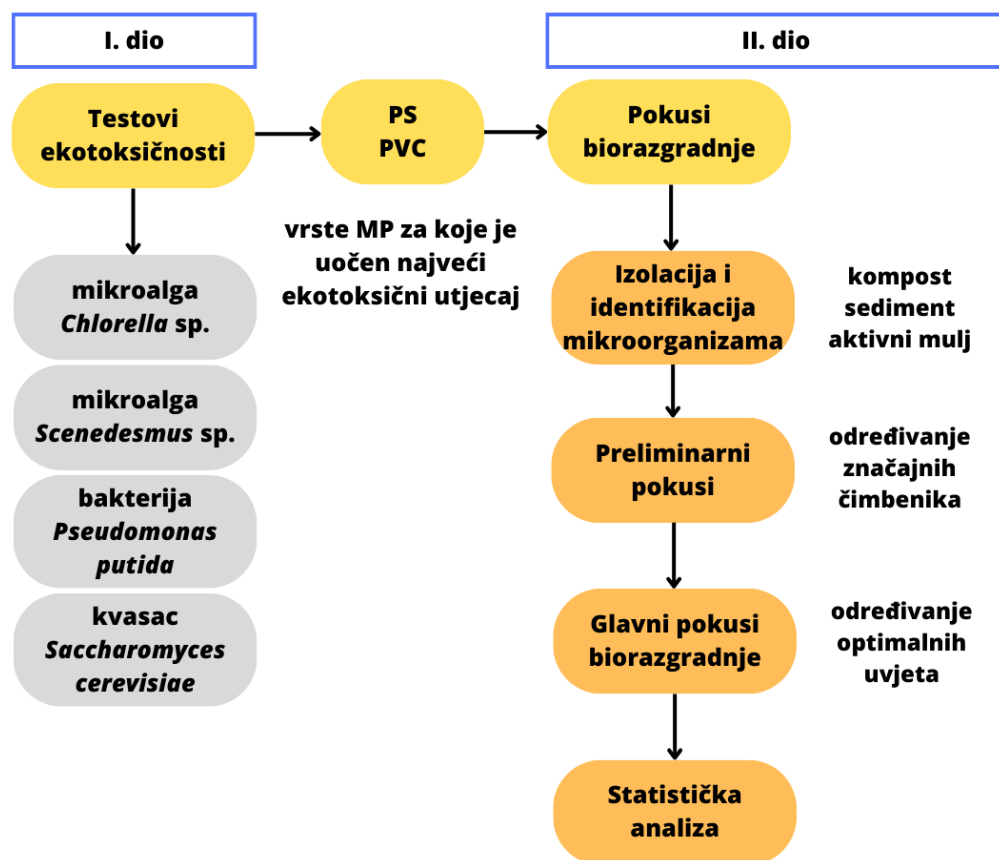 I. dio
II. dio
Testovi
ekotoksičnosti
PS
PVC
Pokusi
biorazgradnje
vrste MP za koje je
uočen najveći
ekotoksični utjecaj
mikroalga
Chlorella sp.
mikroalga
Scenedesmus sp.
bakterija
Pseudomonas
putida
kvasac
Saccharomyces
cerevisiae
Izolacija i
identifikacija
mikroorganizama
kompost
sediment
aktivni mulj
Preliminarni
pokusi
određivanje
značajnih
čimbenika
Glavni pokusi
biorazgradnje
određivanje
optimalnih
uvjeta
Statistička
analiza